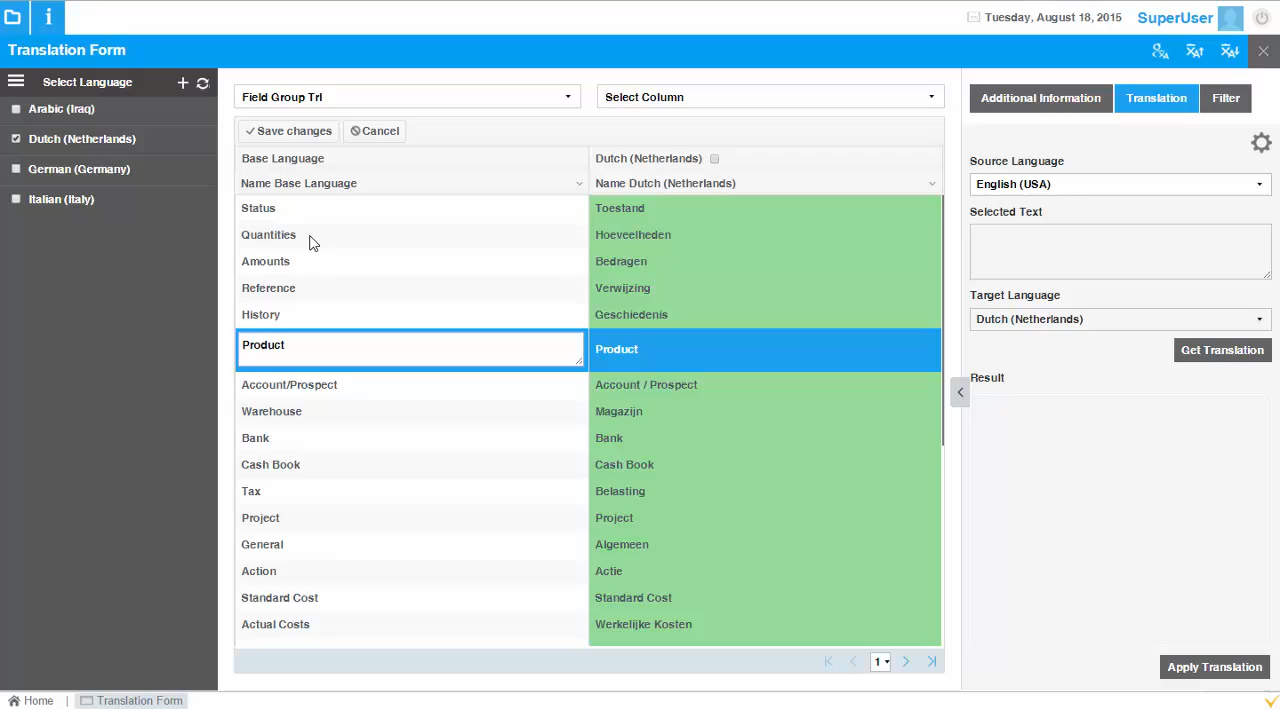 Tuesday, August 18, 2015 SuperUser
Translation Form
Select Language
Arabic (Iraq)
Dutch (Netherlands)
German (Germany)
Italian (Italy)
Field Group Trl
Select Column
Save changes
Cancel
Base Language
Dutch (Netherlands)
Name Base Language
Name Dutch (Netherlands)
Status
Toestand
Quantities
Hoeveelheden
Amounts
Bedragen
Reference
Verwijzing
History
Geschiedenis
Product
Product
Account/Prospect
Account / Prospect
Warehouse
Magazijn
Bank
Bank
Cash Book
Cash Book
Tax
Belasting
Project
Project
General
Algemeen
Action
Actie
Standard Cost
Standard Cost
Actual Costs
Werkelijke Kosten
1
Additional Information
Translation
Filter
Source Language
English (USA)
Selected Text
Target Language
Dutch (Netherlands)
Get Translation
Result
Apply Translation
Home | Translation Form